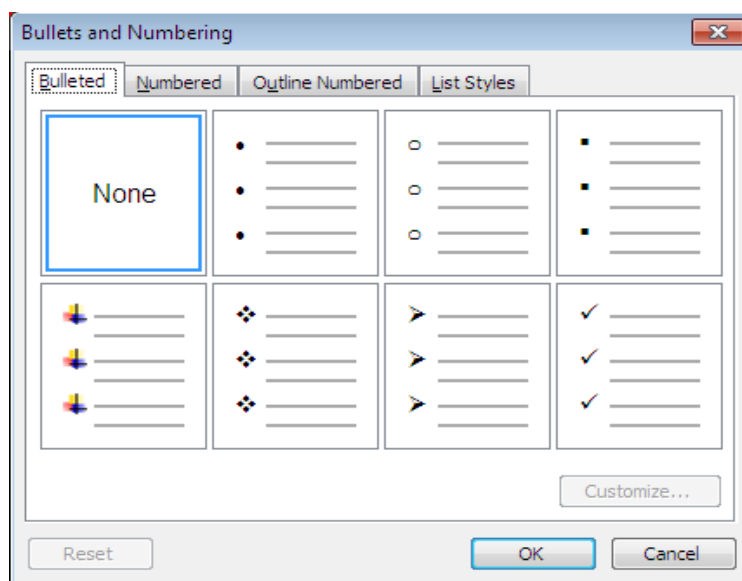 Bullets and Numbering
Bulleted Numbered Outline Numbered List Styles
None
Customize...
Reset OK Cancel